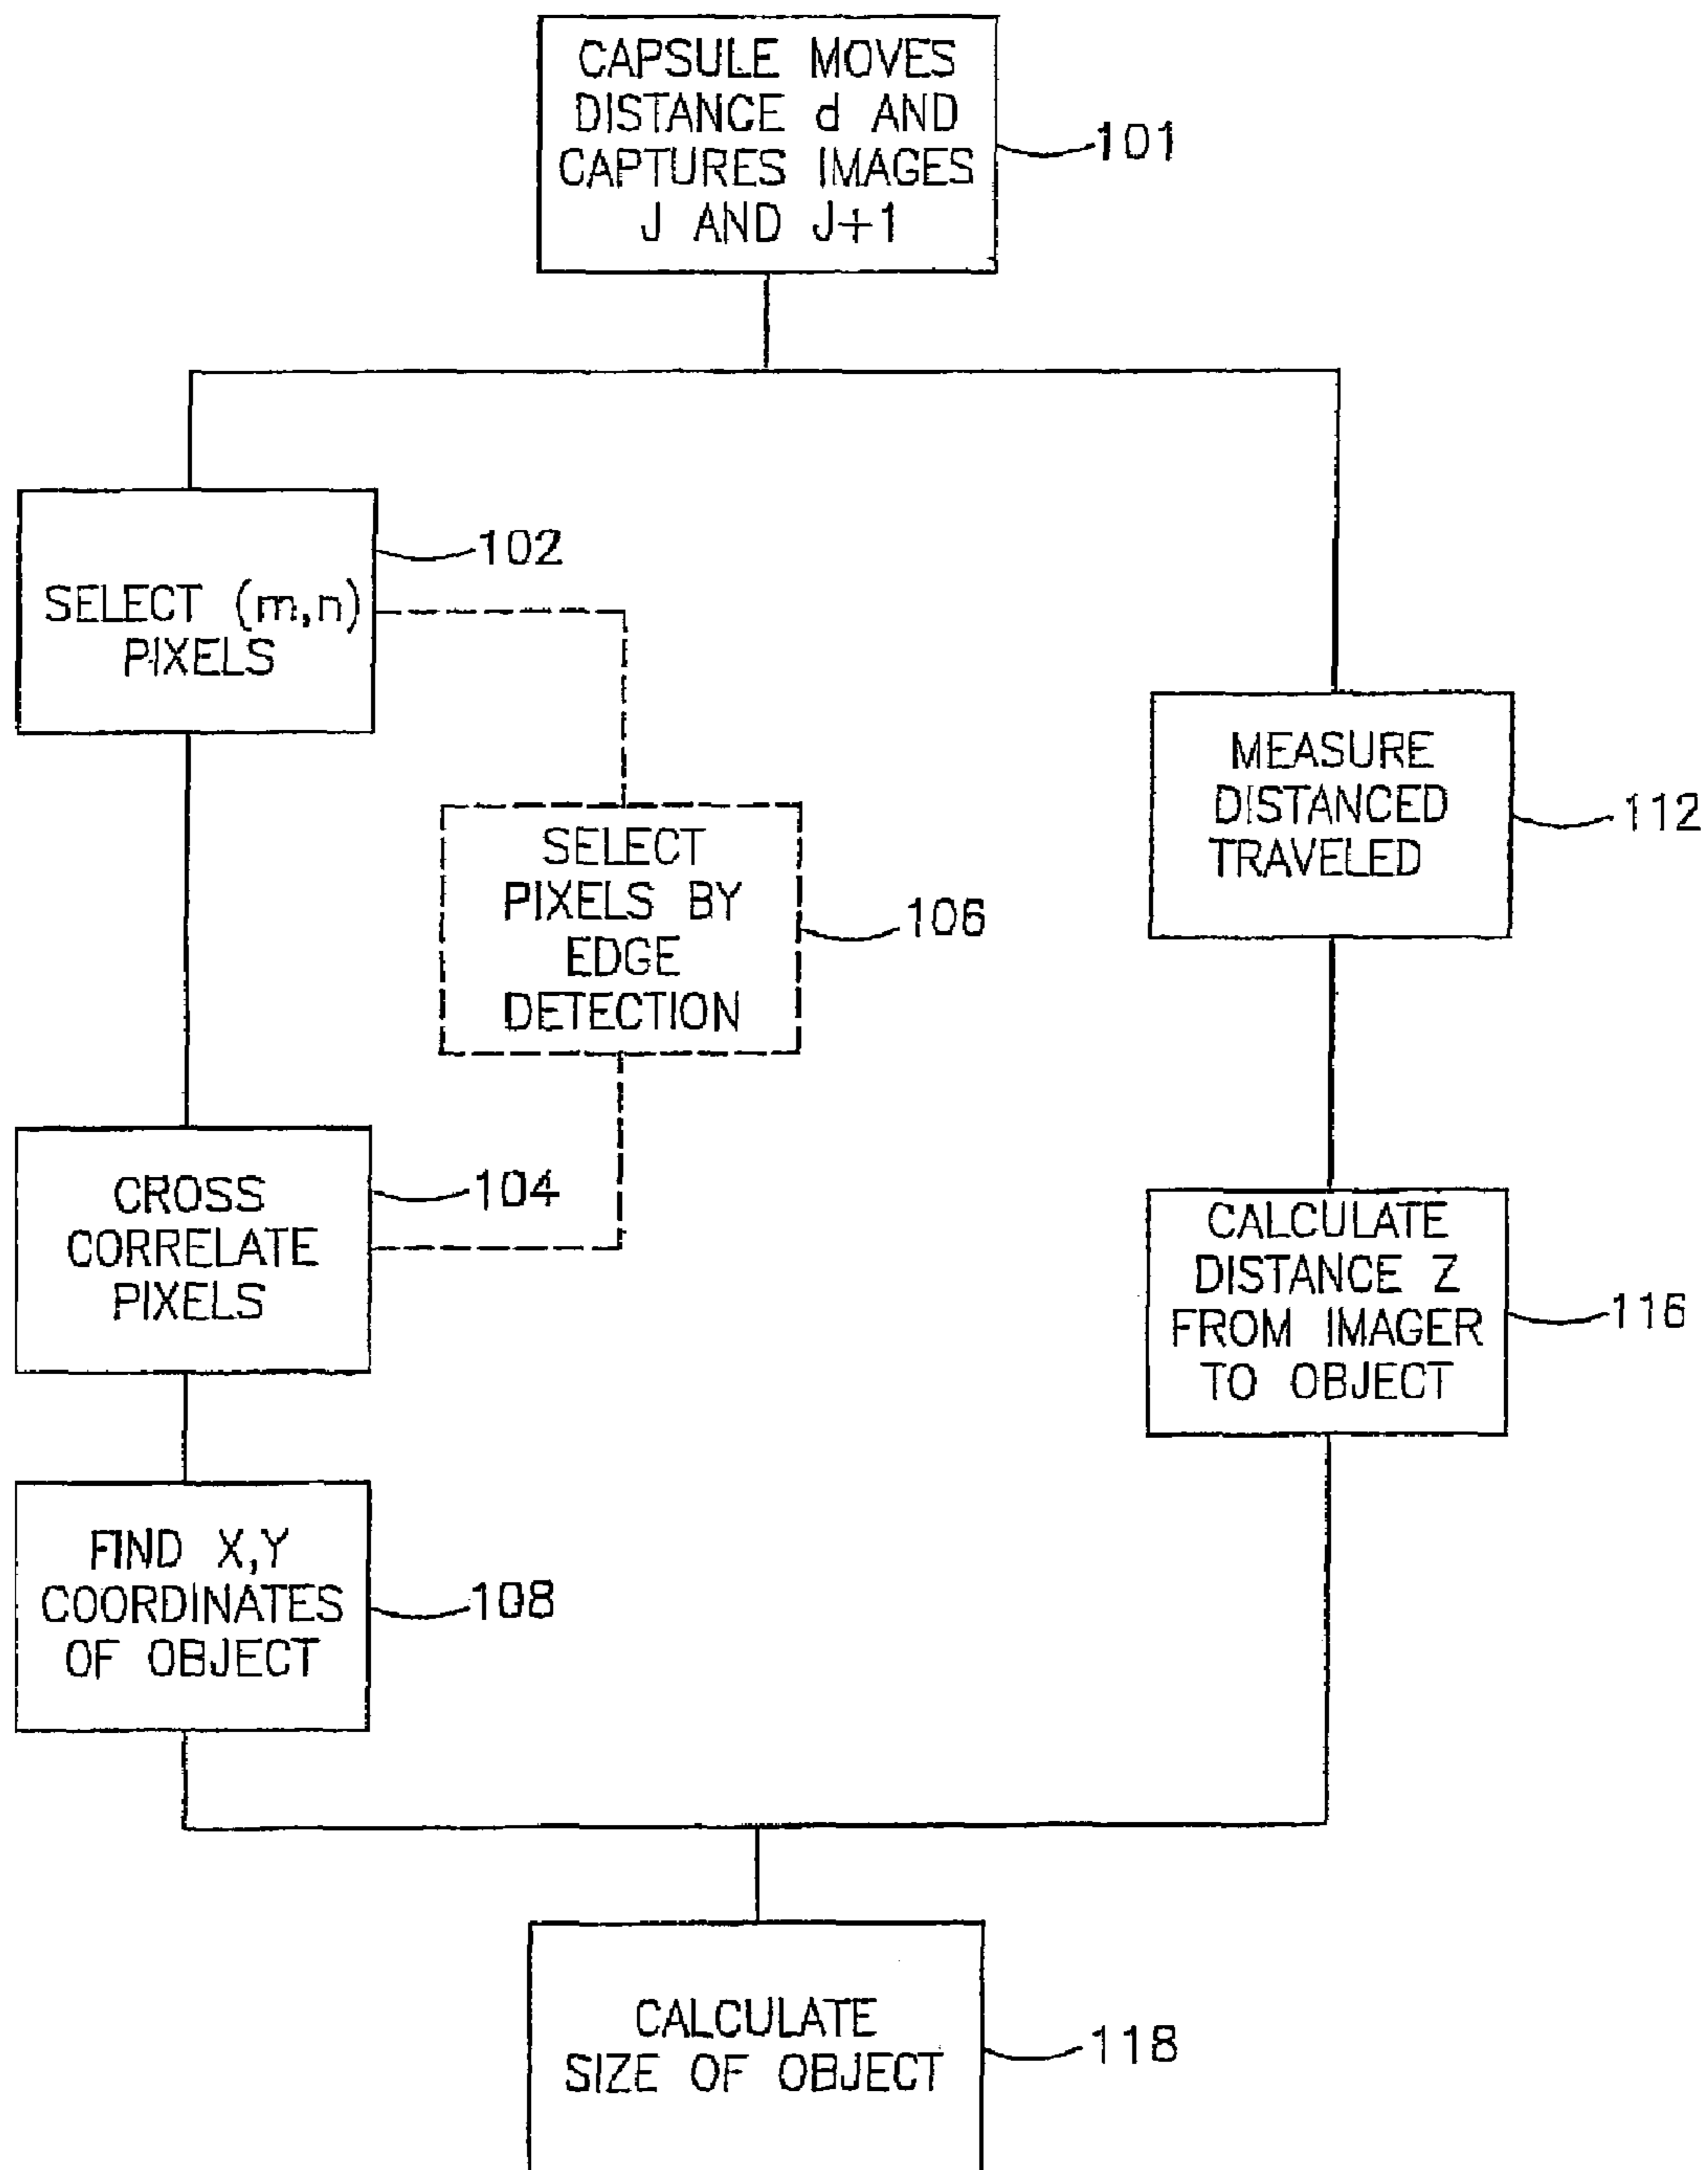 CAPSULE MOVES
DISTANCE d AND
CAPTURES IMAGES
J AND J+1
101
102
SELECT (m,n)
PIXELS
MEASURE
DISTANCED
TRAVELED
112
SELECT
PIXELS BY
EDGE
DETECTION
106
CROSS
CORRELATE
PIXELS
104
CALCULATE
DISTANCE Z
FROM IMAGER
TO OBJECT
116
FIND X,Y
COORDINATES
OF OBJECT
108
CALCULATE
SIZE OF OBJECT
118